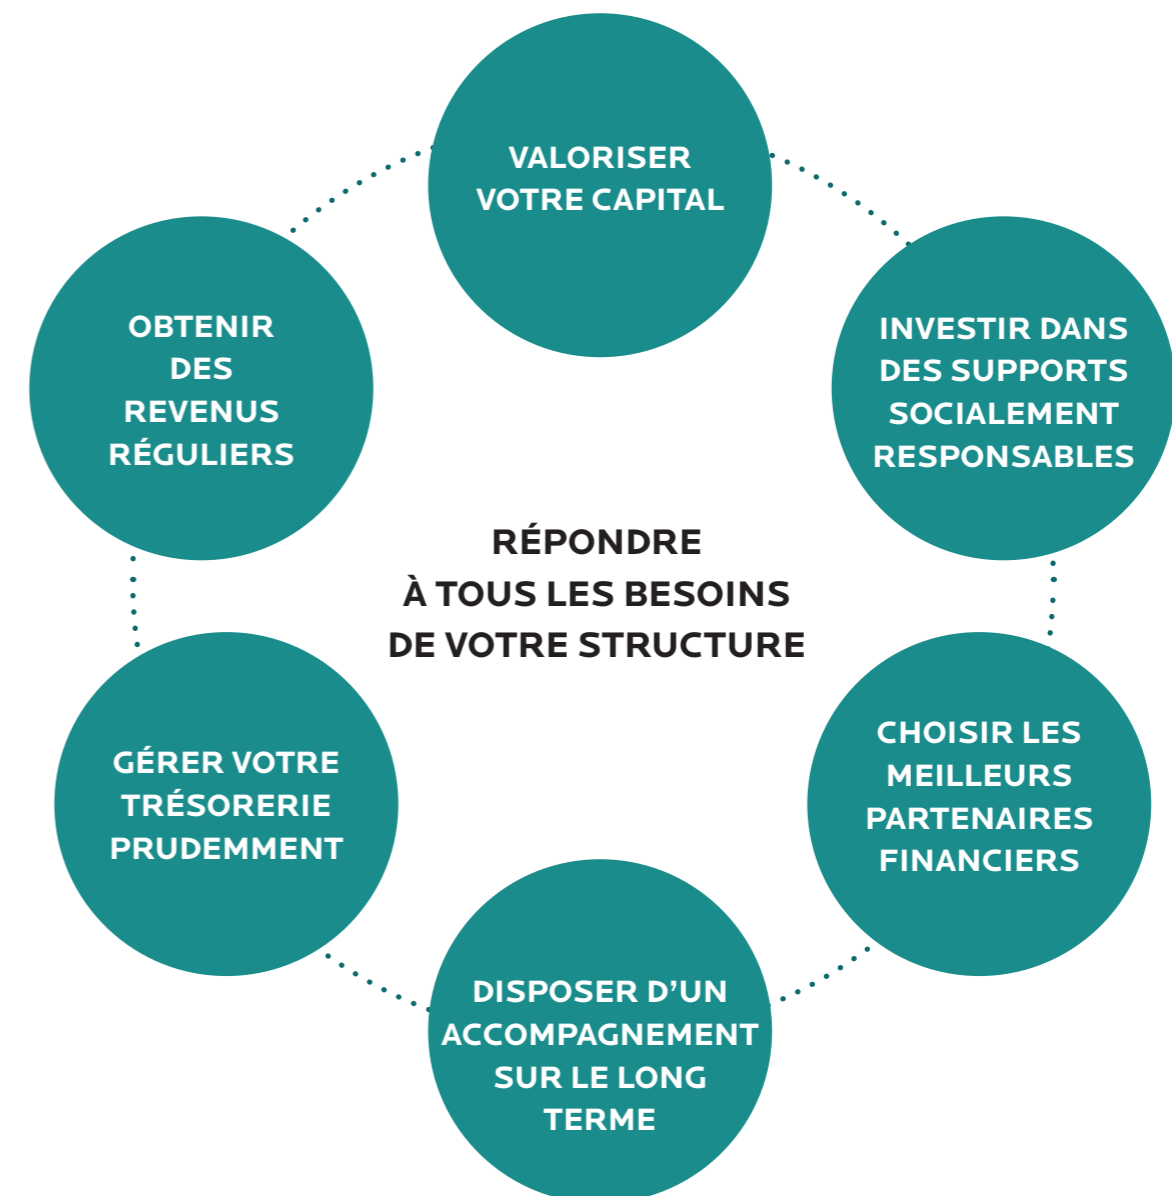 VALORISER
VOTRE CAPITAL
INVESTIR DANS
DES SUPPORTS
SOCIALEMENT
RESPONSABLES
CHOISIR LES
MEILLEURS
PARTENAIRES
FINANCIERS
DISPOSER D’UN
ACCOMPAGNEMENT
SUR LE LONG
TERME
GÉRER VOTRE
TRÉSORERIE
PRUDEMMENT
OBTENIR
DES
REVENUS
RÉGULIERS
RÉPONDRE
À TOUS LES BESOINS
DE VOTRE STRUCTURE